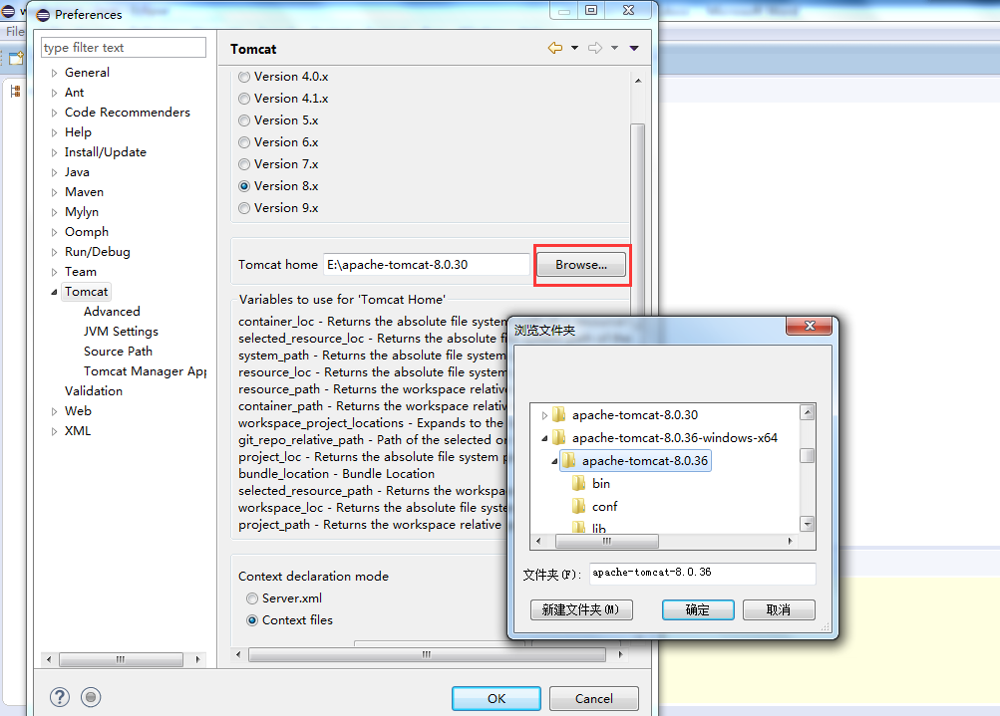 Preferences
File
type filter text
General
Ant
Code Recommenders
Help
Install/Update
Java
Maven
Mylyn
Oomph
Run/Debug
Team
Tomcat
Advanced
JVM Settings
Source Path
Tomcat Manager App
Validation
Web
XML
Tomcat
Version 4.0.x
Version 4.1.x
Version 5.x
Version 6.x
Version 7.x
Version 8.x
Version 9.x
Tomcat home E:\apache-tomcat-8.0.30 Browse...
Variables to use for 'Tomcat Home'
container_loc - Returns the absolute file system
selected_resource_loc - Returns the absolute f
system_path - Returns the absolute file system
resource_loc - Returns the absolute file system
resource_path - Returns the workspace relative
container_path - Returns the workspace relativ
workspace_project_locations - Expands to the
git_repo_relative_path - Path of the selected or
project_loc - Returns the absolute file system p
bundle_location - Bundle Location
selected_resource_path - Returns the workspa
workspace_loc - Returns the absolute file syste
project_path - Returns the workspace relative
Context declaration mode
Server.xml
Context files
OK Cancel
浏览文件夹
apache-tomcat-8.0.30
apache-tomcat-8.0.36-windows-x64
apache-tomcat-8.0.36
bin
conf
lib
文件夹(F): apache-tomcat-8.0.36
新建文件夹(M) 确定 取消